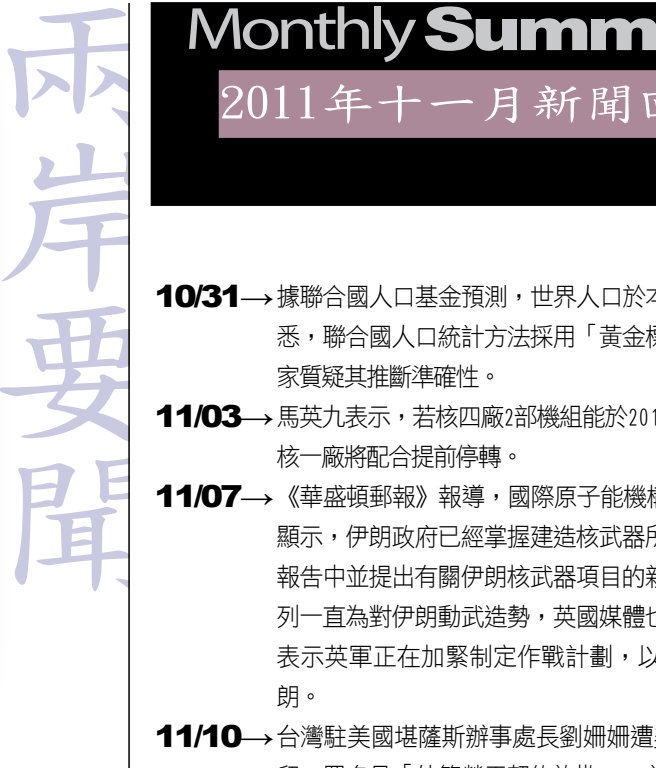 兩岸要聞
Monthly Summ
2011年十一月新聞
10/31→據聯合國人口基金預測，世界人口於本
悉，聯合國人口統計方法採用「黃金標
家質疑其推斷準確性。
11/03→馬英九表示，若核四廠2部機組能於201
核一廠將配合提前停轉。
11/07→《華盛頓郵報》報導，國際原子能機構
顯示，伊朗政府已經掌握建造核武器所
報告中並提出有關伊朗核武器項目的新
列一直為對伊朗動武造勢，英國媒體也
表示英軍正在加緊制定作戰計劃，以
朗。
11/10→台灣駐美國堪薩斯辦事處長劉姍姍遭